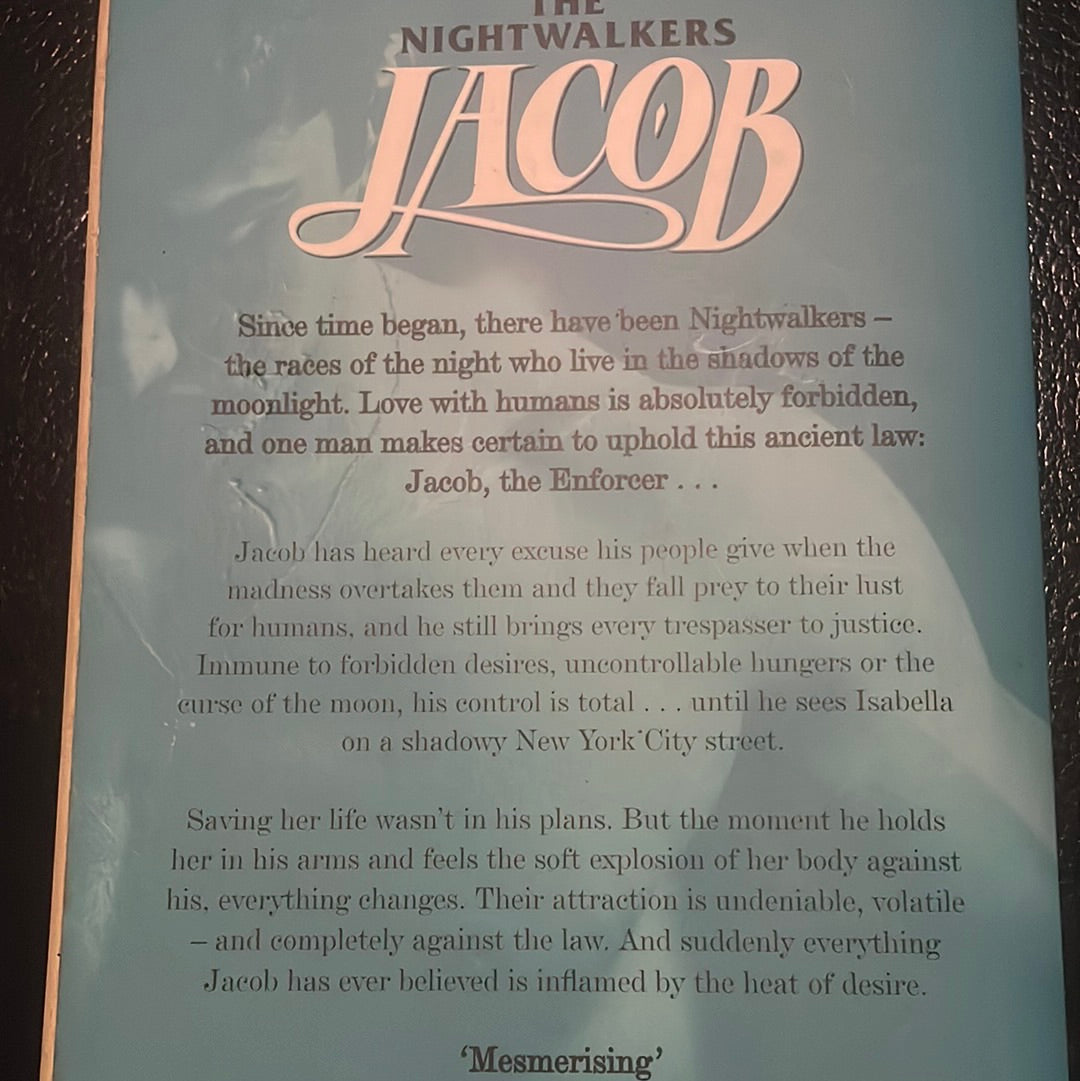 THE
NIGHTWALKERS
JACOB
Since time began, there have been Nightwalkers –
the races of the night who live in the shadows of the
moonlight. Love with humans is absolutely forbidden,
and one man makes certain to uphold this ancient law:
Jacob, the Enforcer . . .
Jacob has heard every excuse his people give when the
madness overtakes them and they fall prey to their lust
for humans, and he still brings every trespasser to justice.
Immune to forbidden desires, uncontrollable hungers or the
curse of the moon, his control is total . . . until he sees Isabella
on a shadowy New York City street.
Saving her life wasn't in his plans. But the moment he holds
her in his arms and feels the soft explosion of her body against
his, everything changes. Their attraction is undeniable, volatile
– and completely against the law. And suddenly everything
Jacob has ever believed is inflamed by the heat of desire.
‘Mesmerising’